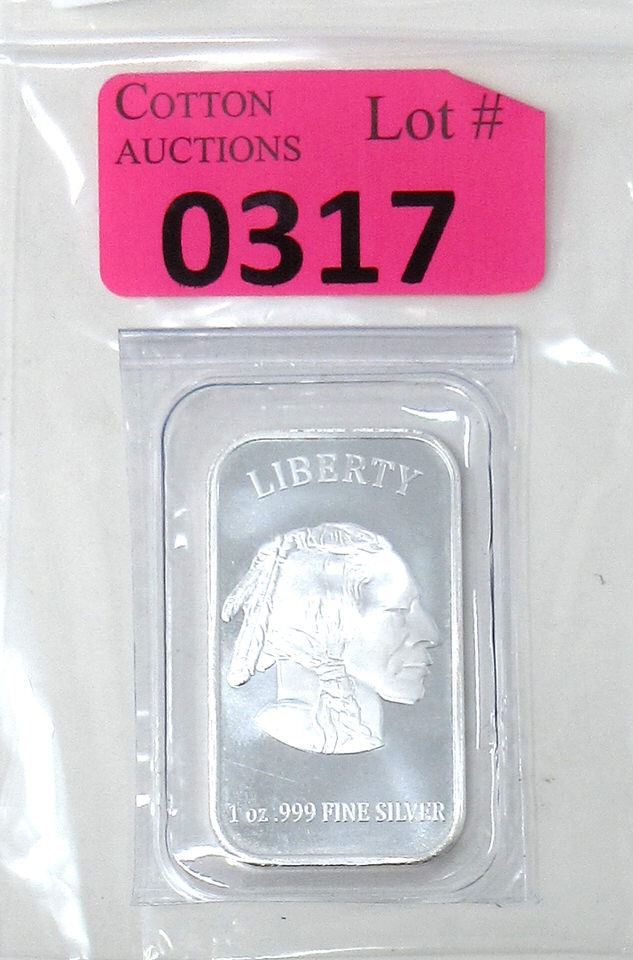 COTTON
AUCTIONS
Lot #
0317
LIBERTY
1 oz .999 FINE SILVER